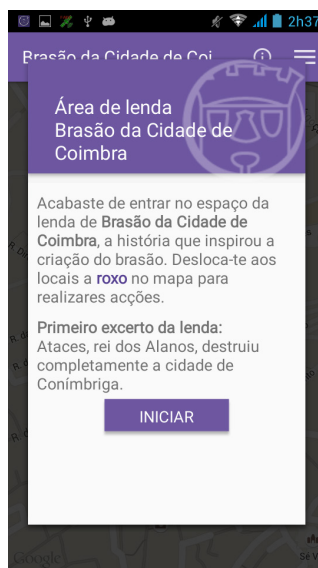 2h37
Brasão da Cidade de Coi
Área de lenda
Brasão da Cidade de
Coimbra
Acabaste de entrar no espaço da
lenda de Brasão da Cidade de
Coimbra, a história que inspirou a
criação do brasão. Desloca-te aos
locais a roxo no mapa para
realizares acções.
Primeiro excerto da lenda:
Ataces, rei dos Alanos, destruiu
completamente a cidade de
Conímbriga.
INICIAR
Google
Sé V